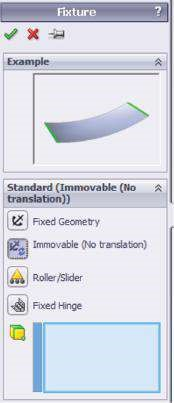 Fixture ?
Example
Standard (Immovable (No
translation))
Fixed Geometry
Immovable (No translation)
Roller/Slider
Fixed Hinge